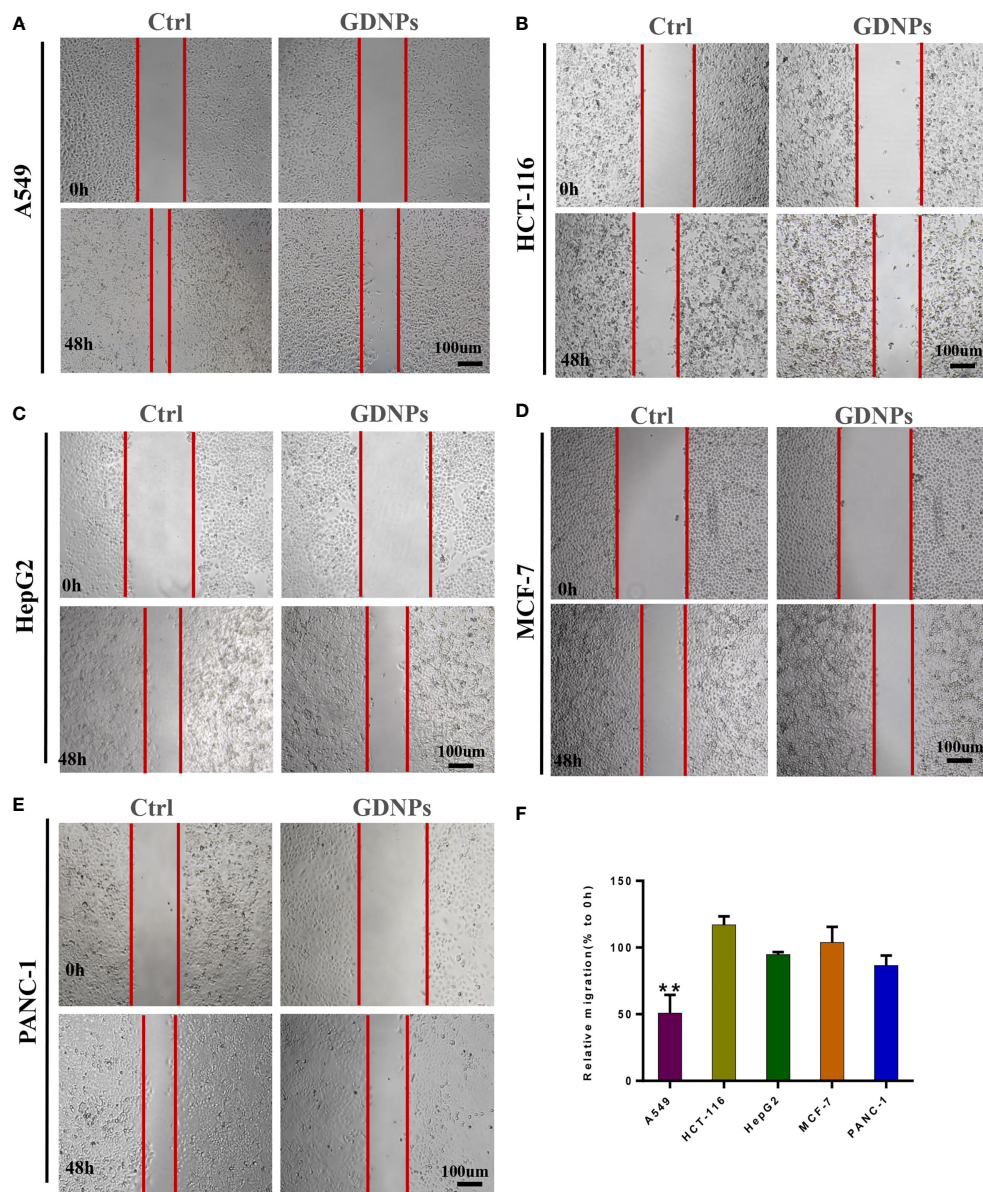 A
Ctrl
GDNPs
A549
0h
48h
100um
B
Ctrl
GDNPs
HCT-116
0h
48h
100um
C
Ctrl
GDNPs
HepG2
0h
48h
100um
D
Ctrl
GDNPs
MCF-7
0h
48h
100um
E
Ctrl
GDNPs
PANC-1
0h
48h
100um
F
Relative migration(% to 0h)
150
100
50
0
**
A549
HCT-116
HepG2
MCF-7
PANC-1